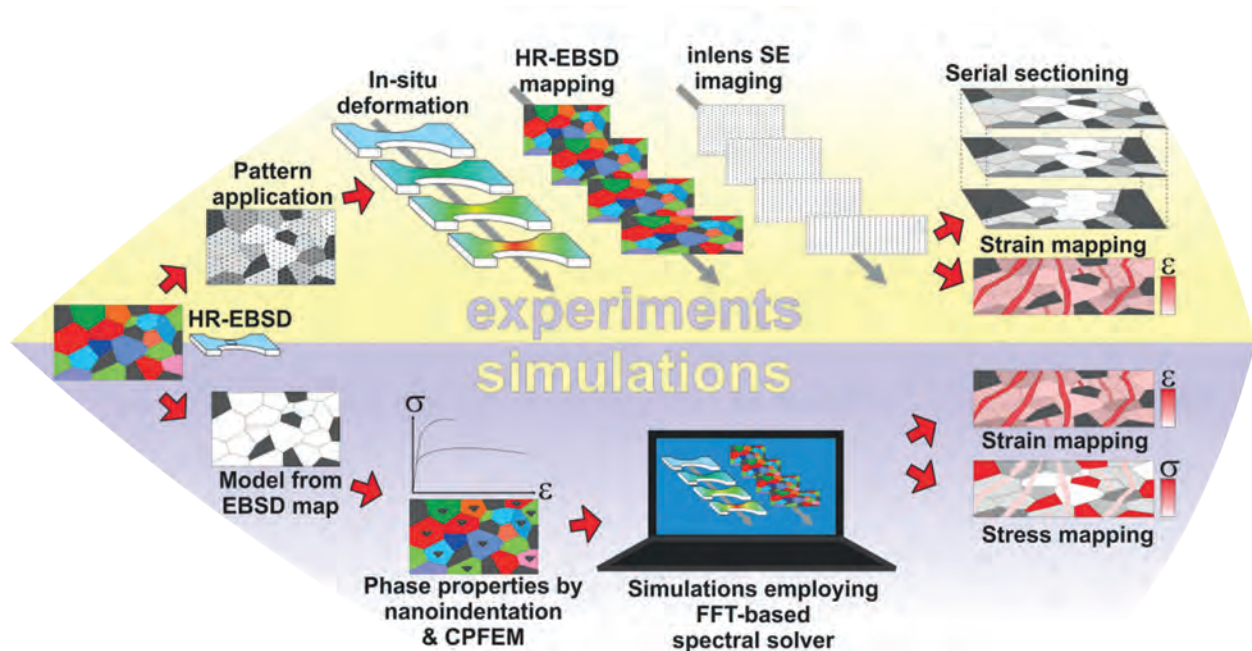 In-situ
deformation
HR-EBSD
mapping
inlens SE
imaging
Serial sectioning
Pattern
application
Strain mapping
ε
HR-EBSD
experiments
simulations
Model from
EBSD map
σ
ε
Phase properties by
nanoindentation
& CPFEM
Simulations employing
FFT-based
spectral solver
ε
Strain mapping
σ
Stress mapping